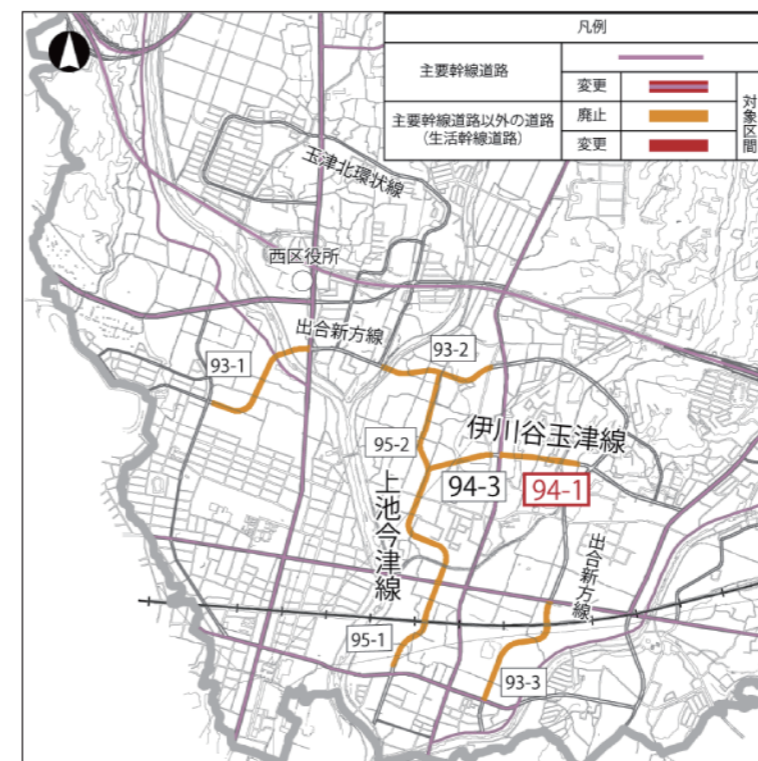 凡例
主要幹線道路
変更
主要幹線道路以外の道路
(生活幹線道路)
廃止
変更
対象区間
玉津北環状線
西区役所
出合新方線
93-1
93-2
95-2
伊川谷玉津線
94-3
94-1
上池今津線
出合新方線
95-1
93-3